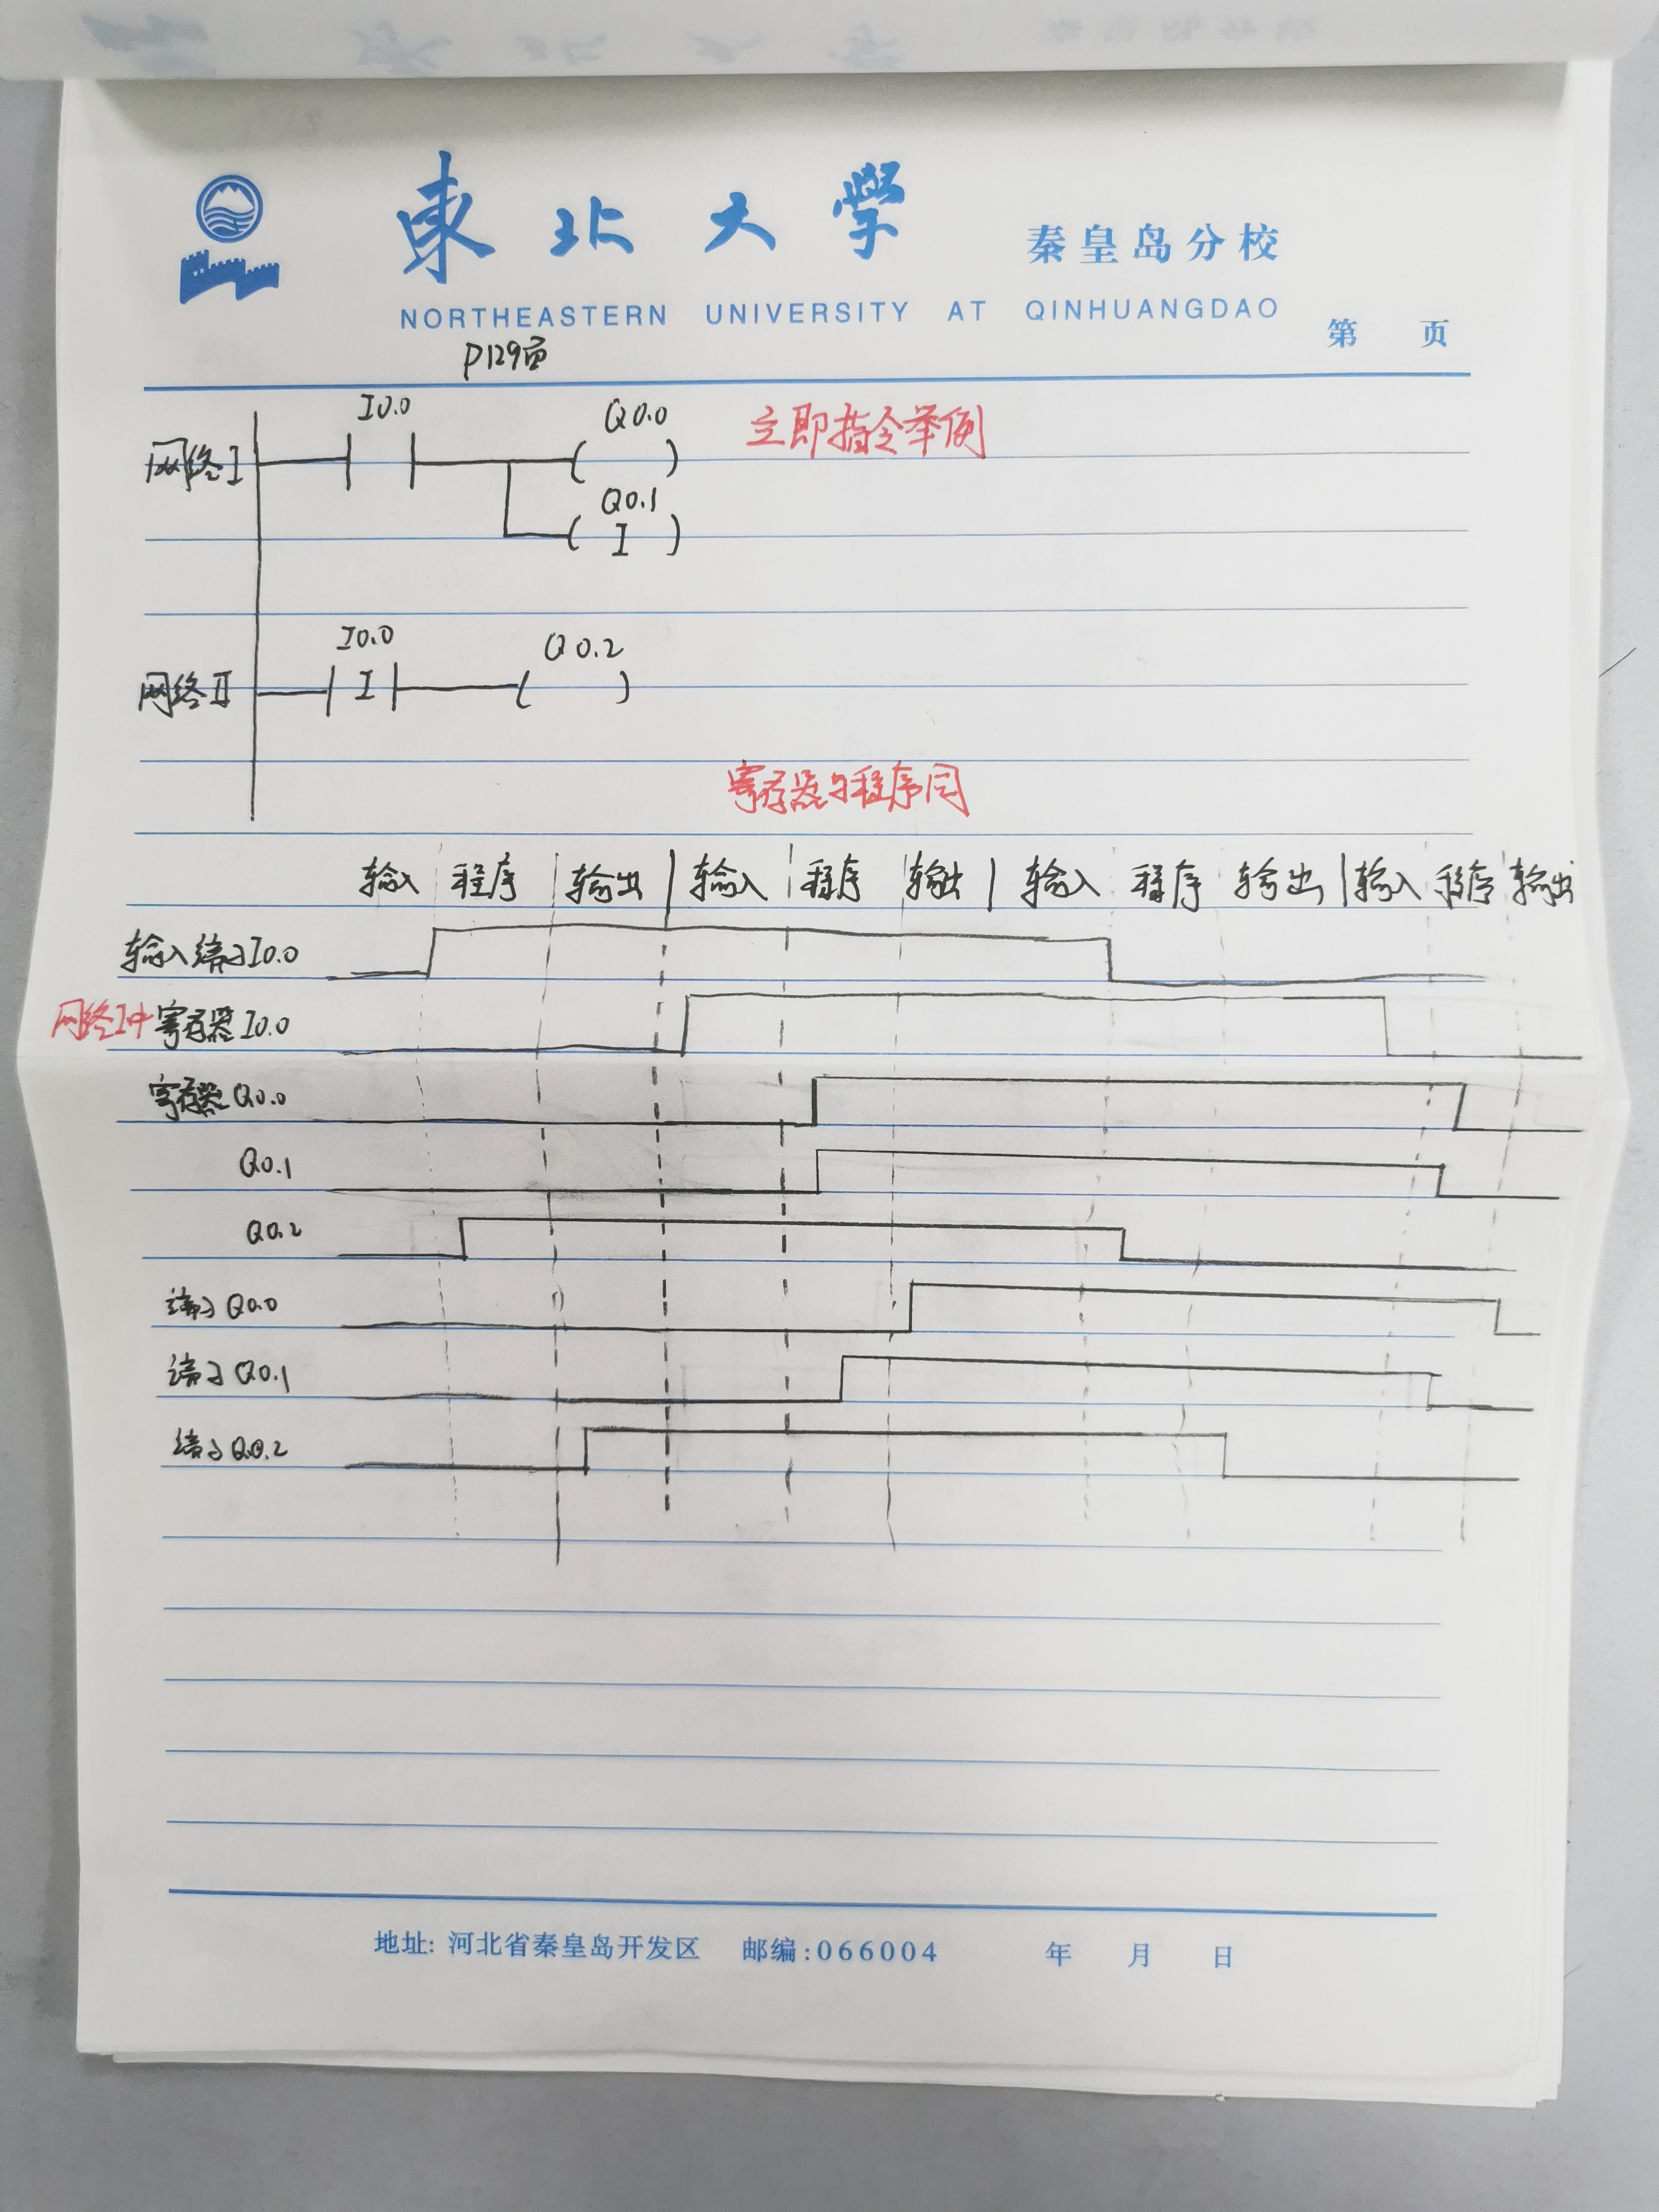 東北大學 秦皇岛分校
NORTHEASTERN UNIVERSITY AT QINHUANGDAO
第 页
P129页
I0.0 Q0.0 立即指令举例
网络I
Q0.1
I
I0.0 Q0.2
网络II I
寄存器与程序同
输入 程序 输出 输入 程序 输出 输入 程序 输出 输入 程序 输出
输入端子I0.0
网络I中 寄存器I0.0
寄存器Q0.0
Q0.1
Q0.2
端子Q0.0
端子Q0.1
端子Q0.2
地址: 河北省秦皇岛开发区 邮编:066004 年 月 日